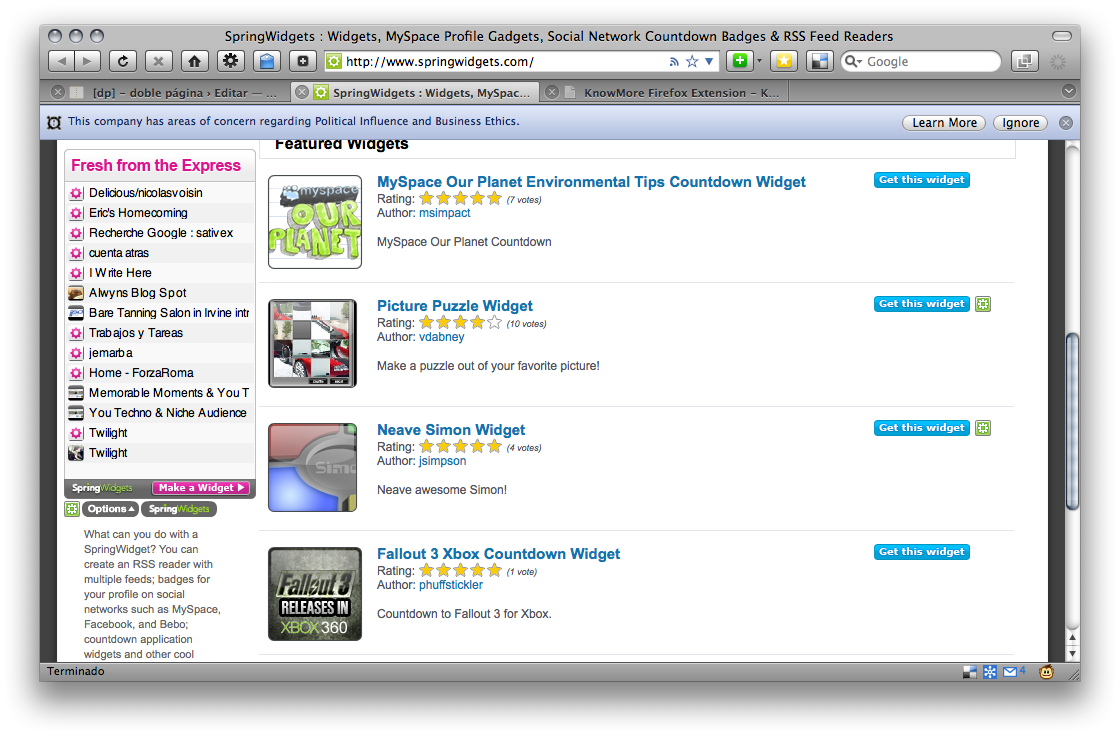 SpringWidgets : Widgets, MySpace Profile Gadgets, Social Network Countdown Badges & RSS Feed Readers
http://www.springwidgets.com/
Google
[dp] – doble página › Editar — ...
SpringWidgets : Widgets, MySpac...
KnowMore Firefox Extension – K...
This company has areas of concern regarding Political Influence and Business Ethics.
Learn More
Ignore
Fresh from the Express
Delicious/nicolasvoisin
Eric's Homecoming
Recherche Google : sativex
cuenta atras
I Write Here
Alwyns Blog Spot
Bare Tanning Salon in Irvine intr
Trabajos y Tareas
jemarba
Home - ForzaRoma
Memorable Moments & You T
You Techno & Niche Audience
Twilight
Twilight
SpringWidgets
Make a Widget
Options
SpringWidgets
What can you do with a
SpringWidget? You can
create an RSS reader with
multiple feeds; badges for
your profile on social
networks such as MySpace,
Facebook, and Bebo;
countdown application
widgets and other cool
Featured Widgets
myspace
OUR
PLANET
MySpace Our Planet Environmental Tips Countdown Widget
Rating: (7 votes)
Author: msimpact
MySpace Our Planet Countdown
Get this widget
Picture Puzzle Widget
Rating: (10 votes)
Author: vdabney
Make a puzzle out of your favorite picture!
Get this widget
Simo
Neave Simon Widget
Rating: (4 votes)
Author: jsimpson
Neave awesome Simon!
Get this widget
Fallout 3
RELEASES IN
XBOX 360
Fallout 3 Xbox Countdown Widget
Rating: (1 vote)
Author: phuffstickler
Countdown to Fallout 3 for Xbox.
Get this widget
Terminado
4